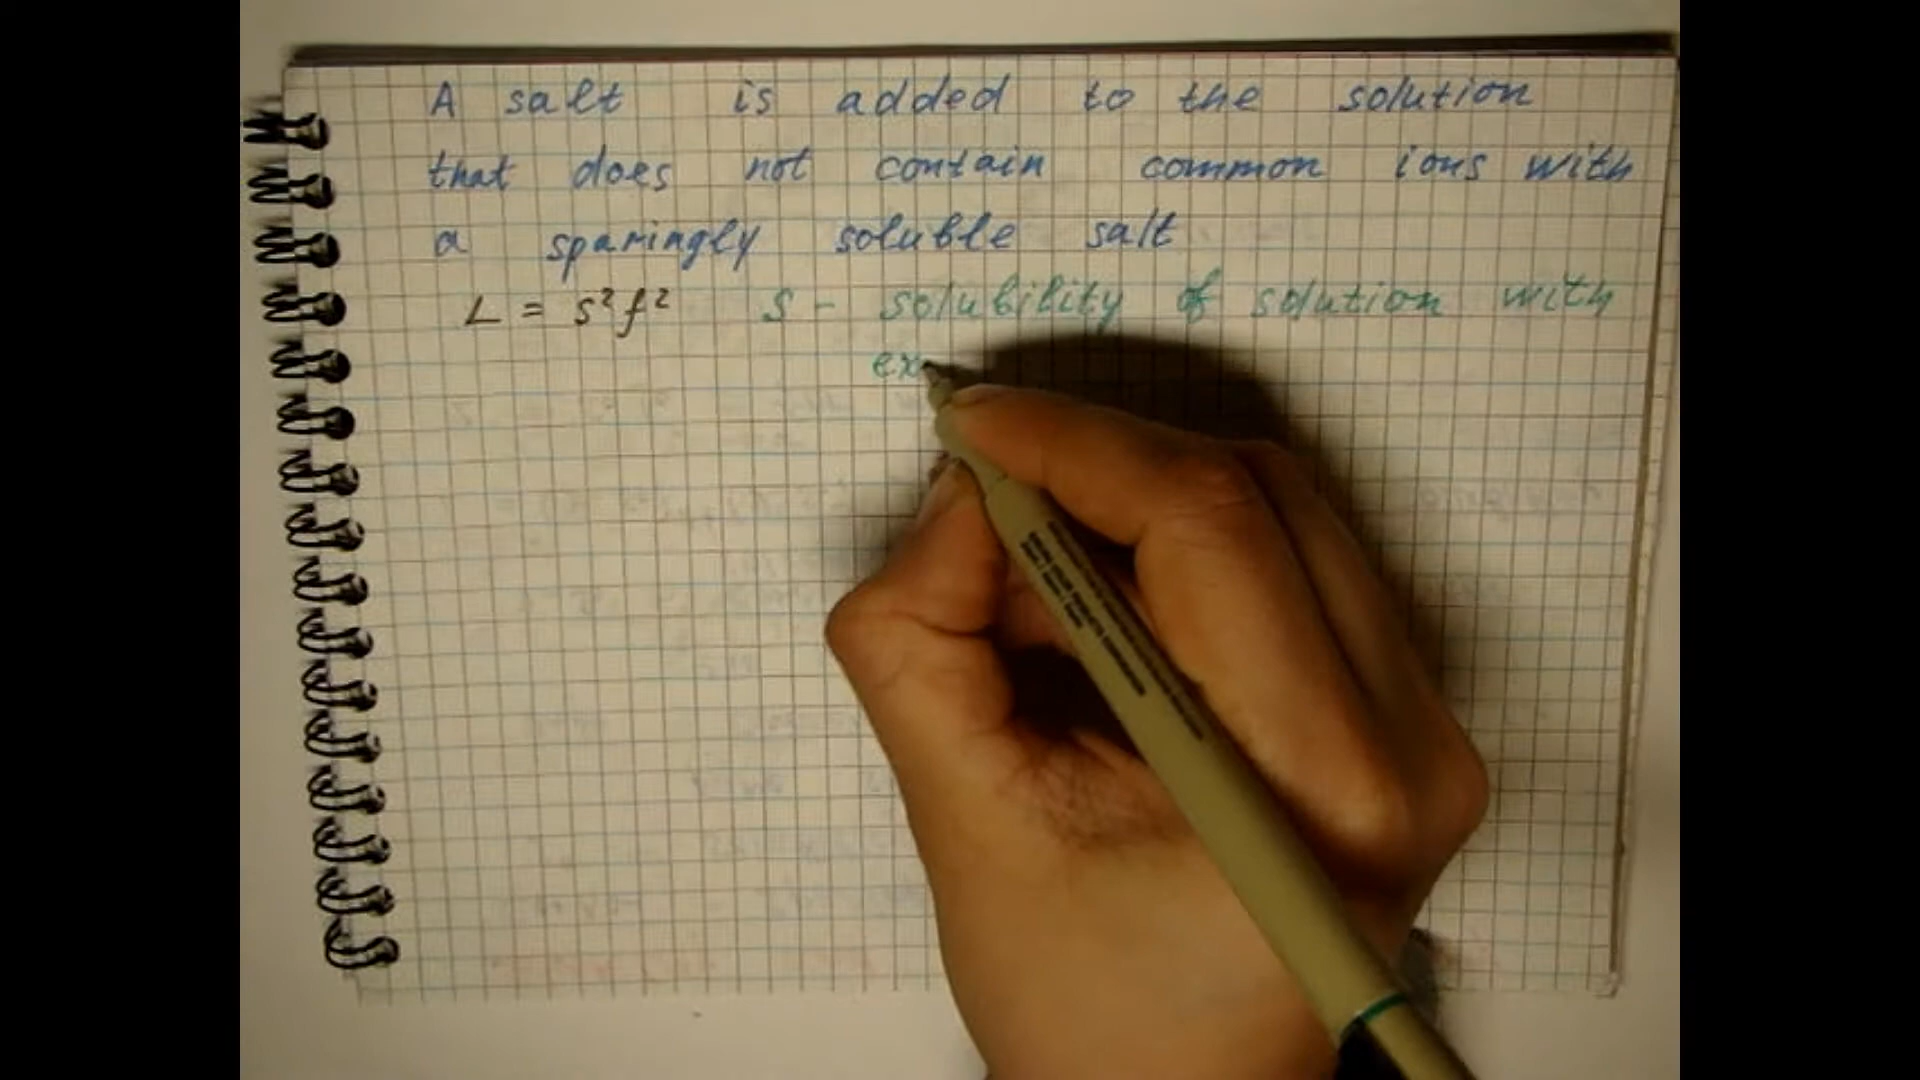 A salt is added to the solution
that does not contain common ions with
a sparingly soluble salt
L = s²f² S - solubility of solution with
ex